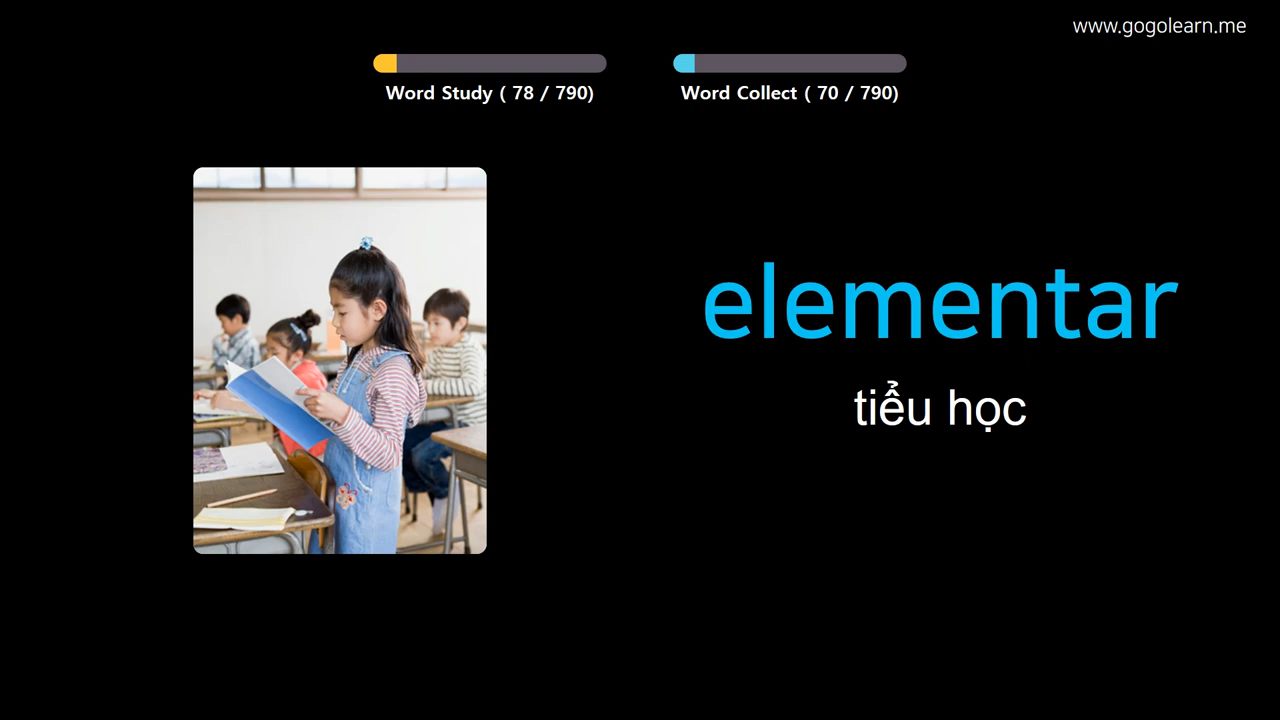 www.gogolearn.me
Word Study ( 78 / 790)
Word Collect ( 70 / 790)
elementar
tiểu học